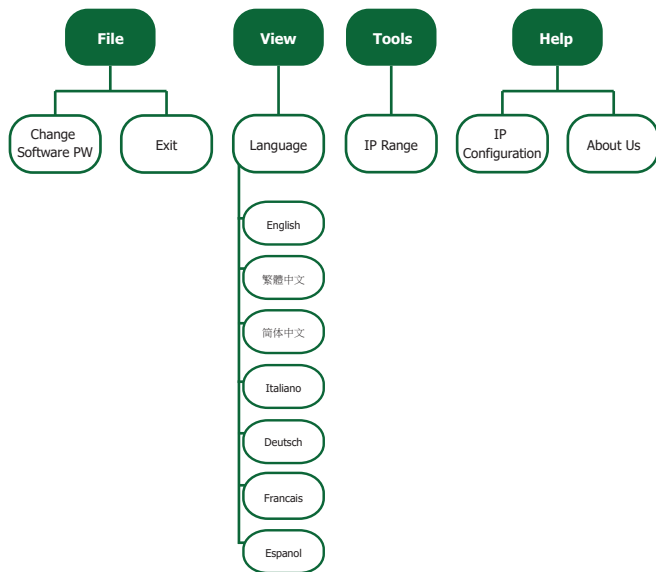 File
View
Tools
Help
Change
Software PW
Exit
Language
IP Range
IP
Configuration
About Us
English
繁體中文
简体中文
Italiano
Deutsch
Francais
Espanol